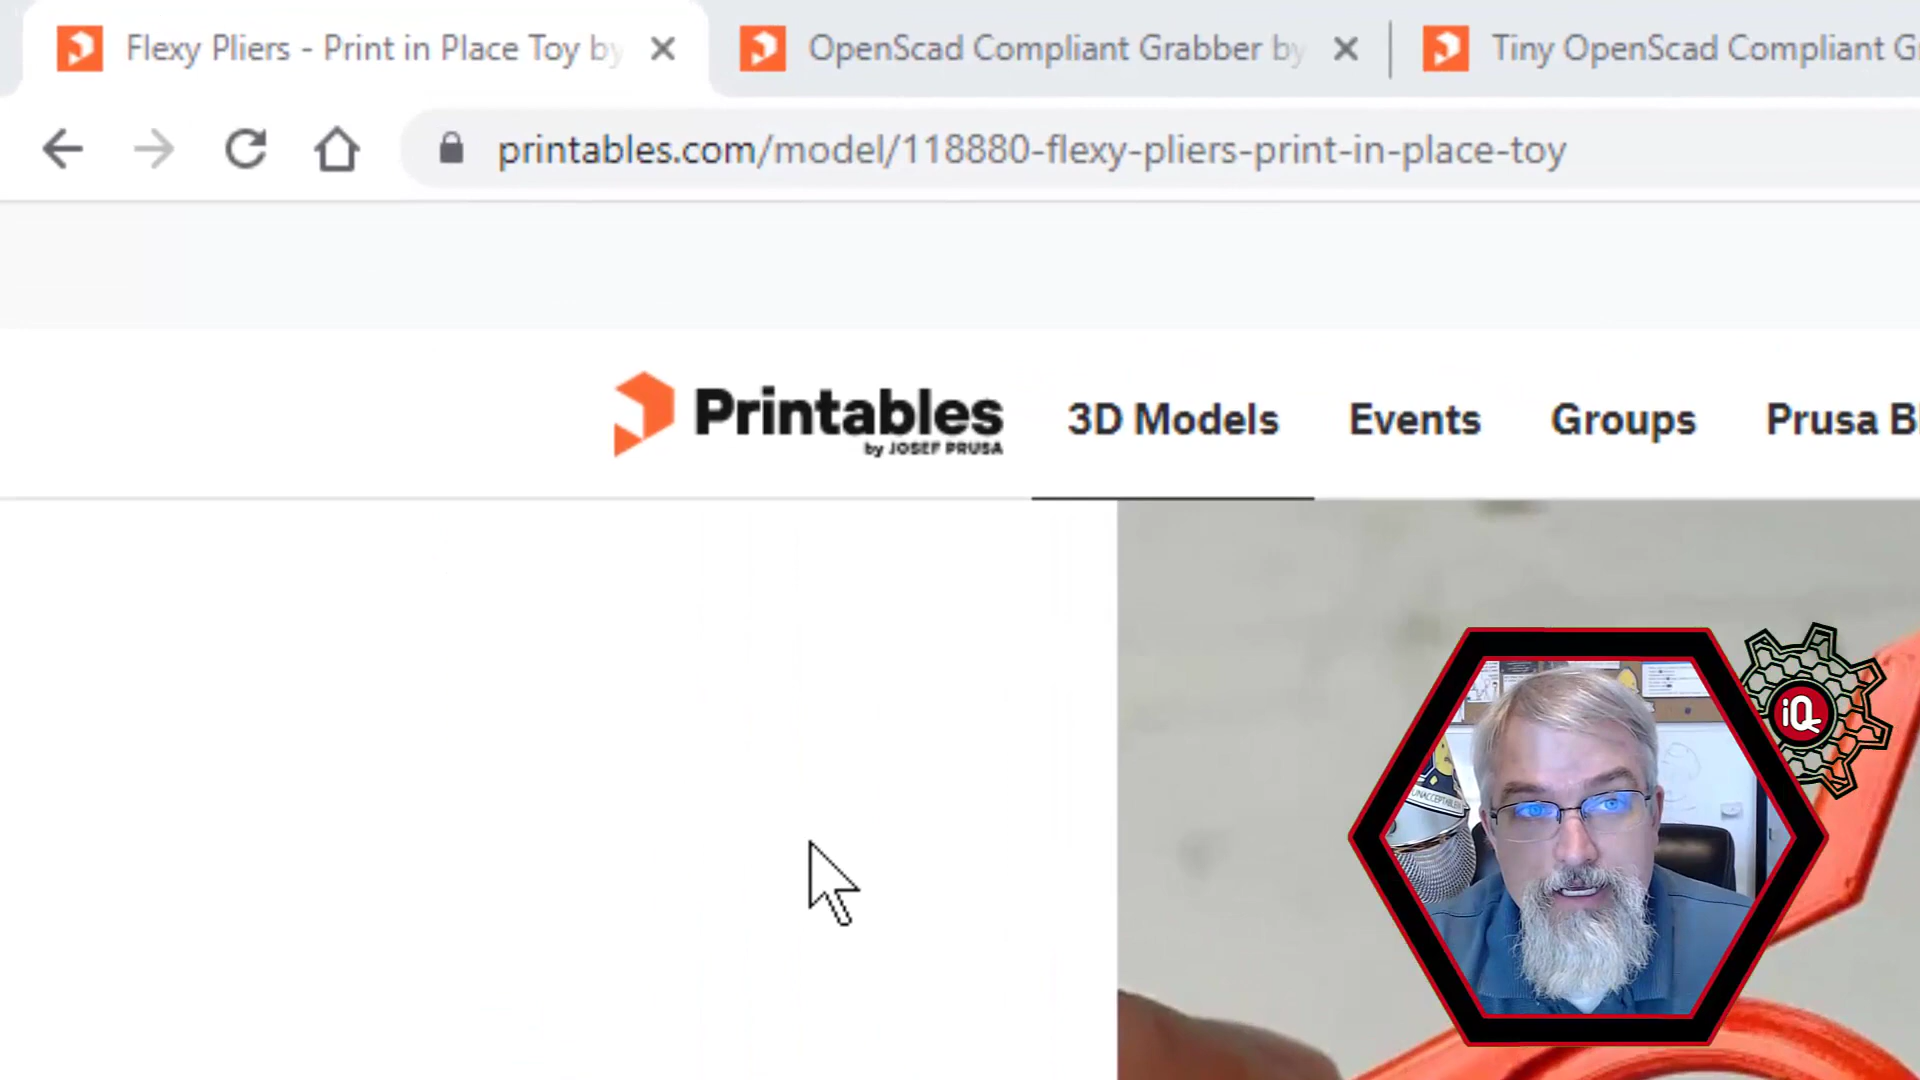 Flexy Pliers - Print in Place Toy by
OpenScad Compliant Grabber by
Tiny OpenScad Compliant G
printables.com/model/118880-flexy-pliers-print-in-place-toy
Printables
by JOSEF PRUSA
3D Models
Events
Groups
Prusa B
iQ
UNACCEPTABLE